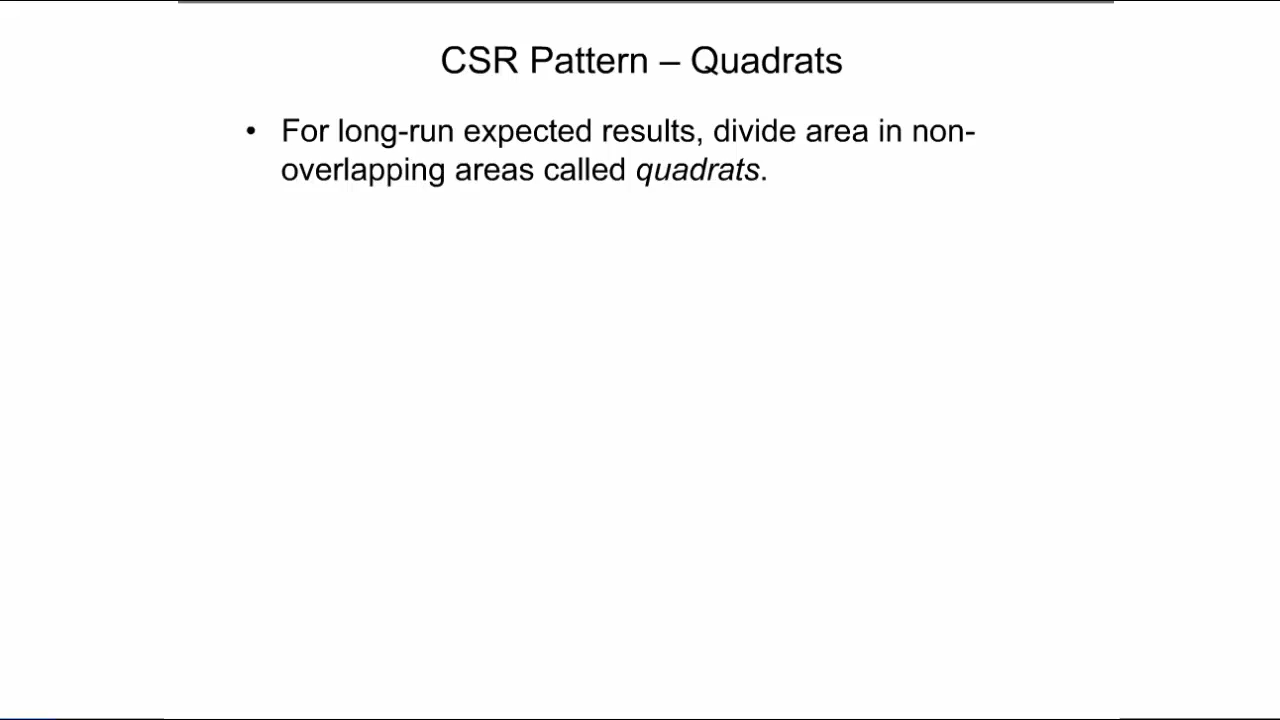 CSR Pattern – Quadrats
• For long-run expected results, divide area in non-
overlapping areas called quadrats.